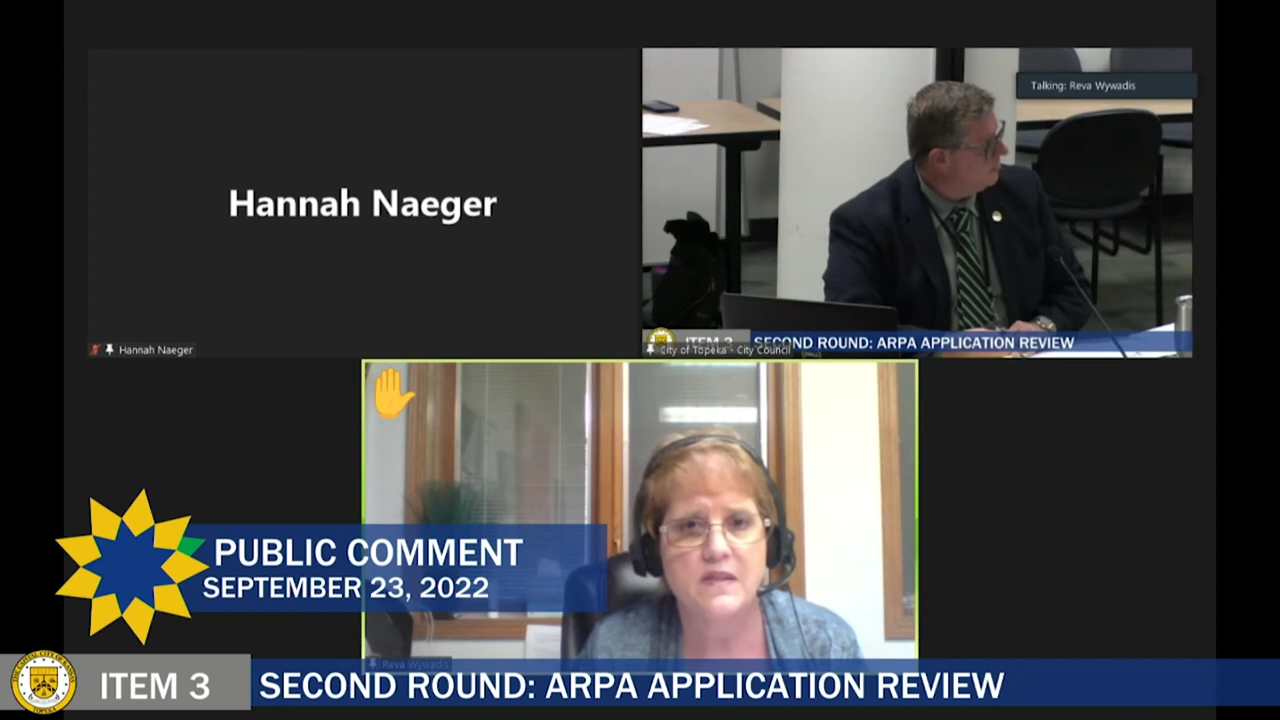 Hannah Naeger
Hannah Naeger
Talking: Reva Wywadis
ITEM 3
SECOND ROUND: ARPA APPLICATION REVIEW
City of Topeka - City Council
PUBLIC COMMENT
SEPTEMBER 23, 2022
Reva Wywadis
ITEM 3
SECOND ROUND: ARPA APPLICATION REVIEW